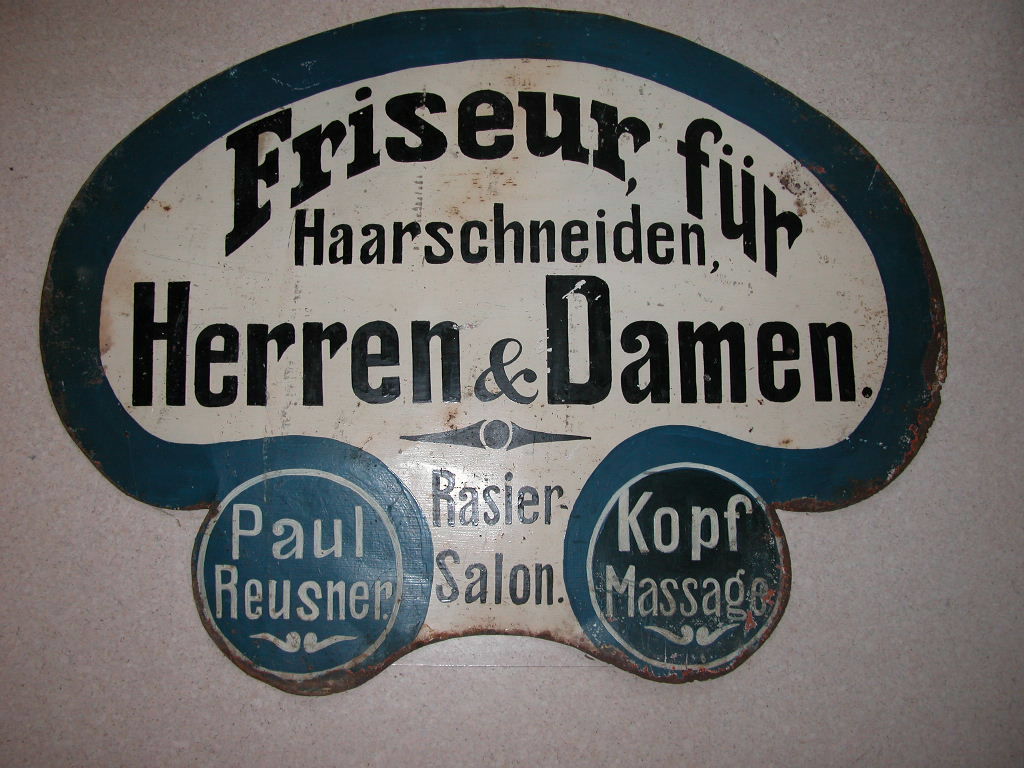 Friseur, für
Haarschneiden,
Herren & Damen.
Rasier-
Salon.
Paul
Reusner.
Kopf
Massage